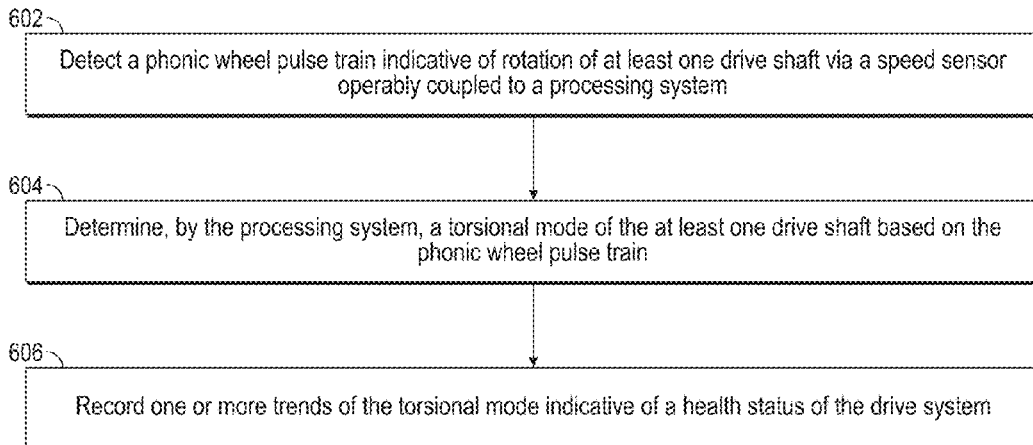 602
Detect a phonic wheel pulse train indicative of rotation of at least one drive shaft via a speed sensor
operably coupled to a processing system
604
Determine, by the processing system, a torsional mode of the at least one drive shaft based on the
phonic wheel pulse train
606
Record one or more trends of the torsional mode indicative of a health status of the drive system